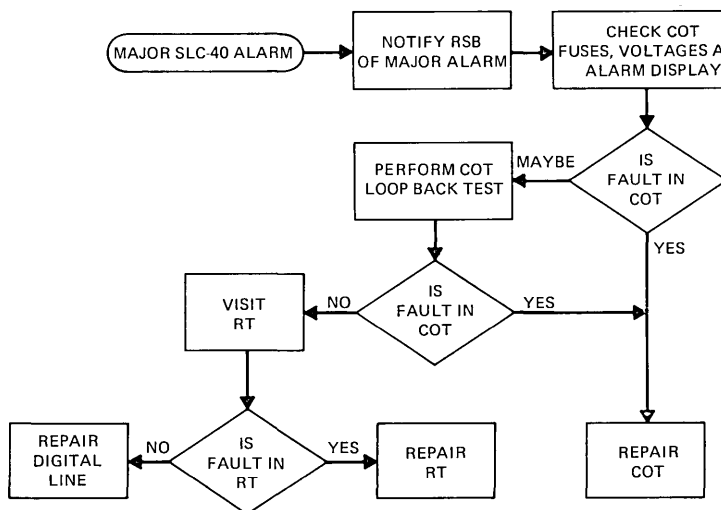 MAJOR SLC-40 ALARM
NOTIFY RSB
OF MAJOR ALARM
CHECK COT
FUSES, VOLTAGES A
ALARM DISPLAY
PERFORM COT
LOOP BACK TEST
MAYBE
IS
FAULT IN
COT
YES
VISIT
RT
NO
IS
FAULT IN
COT
YES
REPAIR
DIGITAL
LINE
NO
IS
FAULT IN
RT
YES
REPAIR
RT
REPAIR
COT